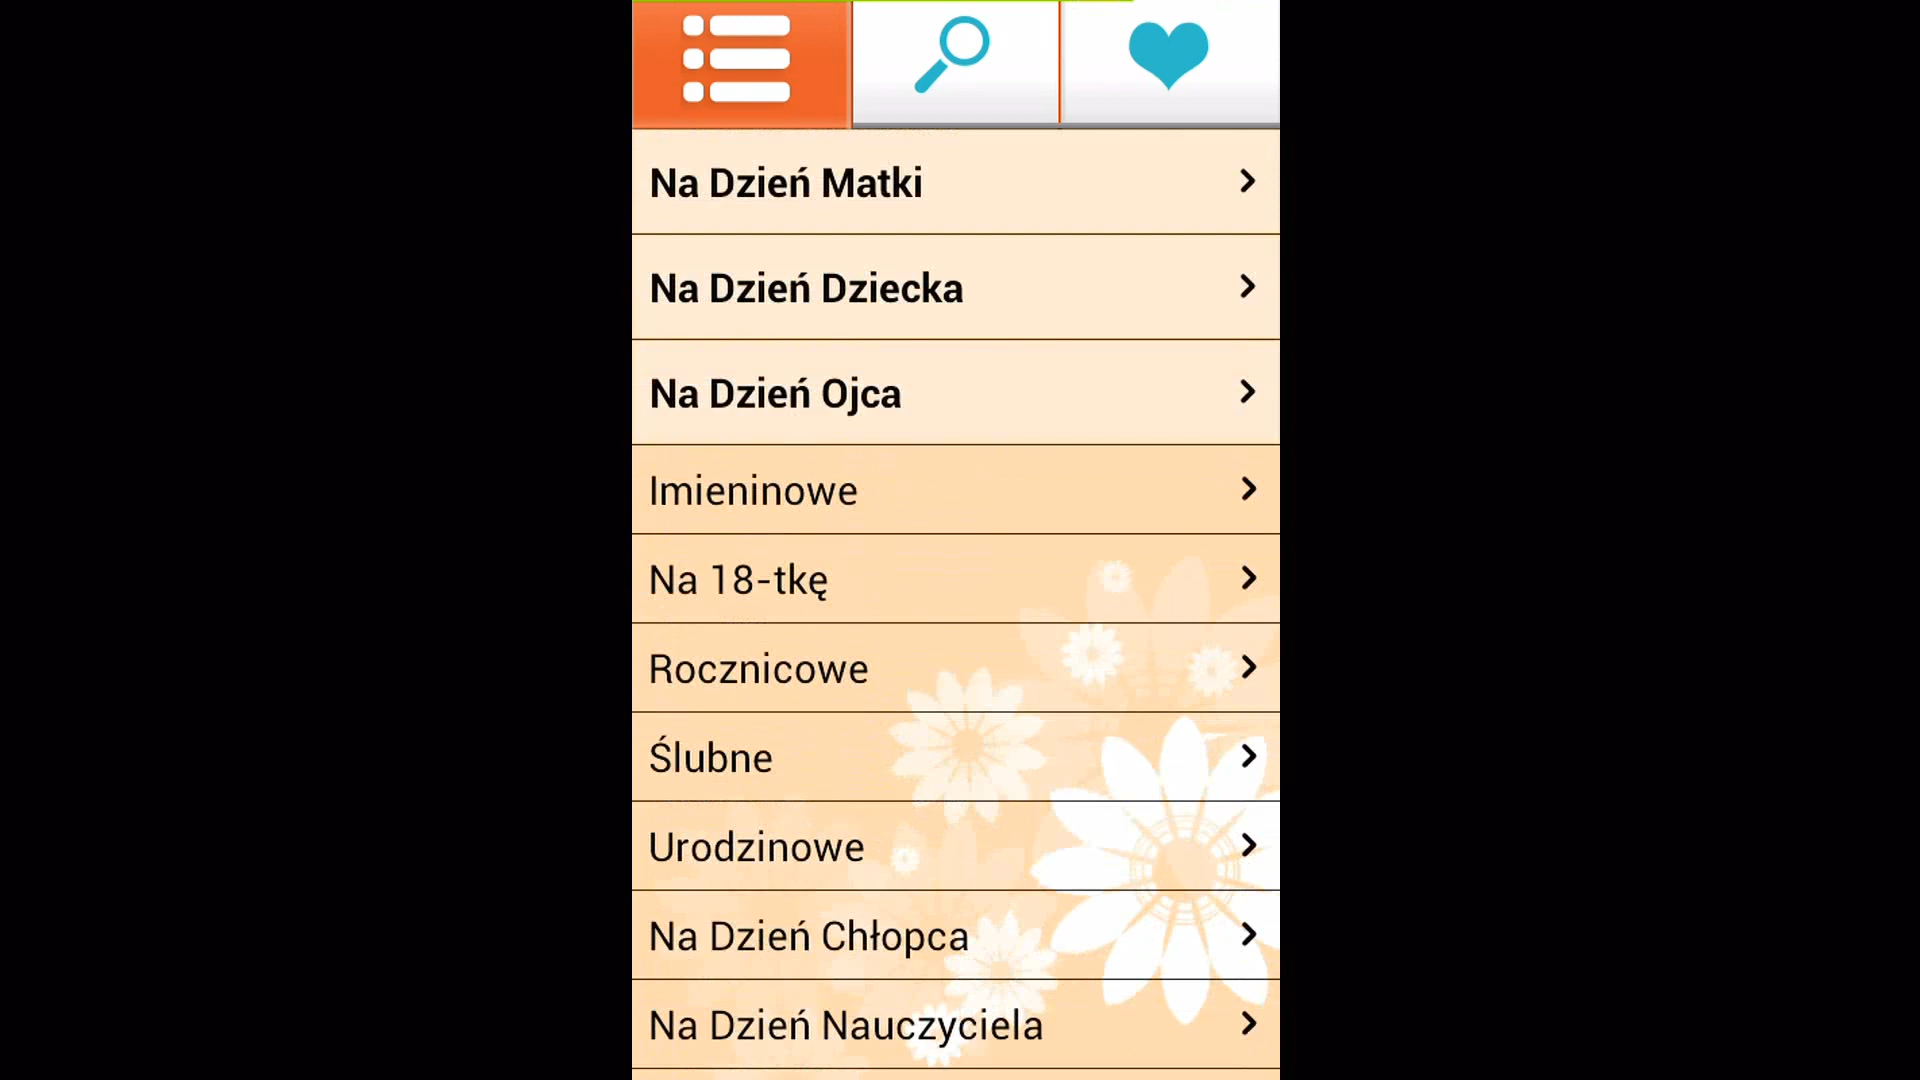 Na Dzień Matki
Na Dzień Dziecka
Na Dzień Ojca
Imieninowe
Na 18-tkę
Rocznicowe
Ślubne
Urodzinowe
Na Dzień Chłopca
Na Dzień Nauczyciela